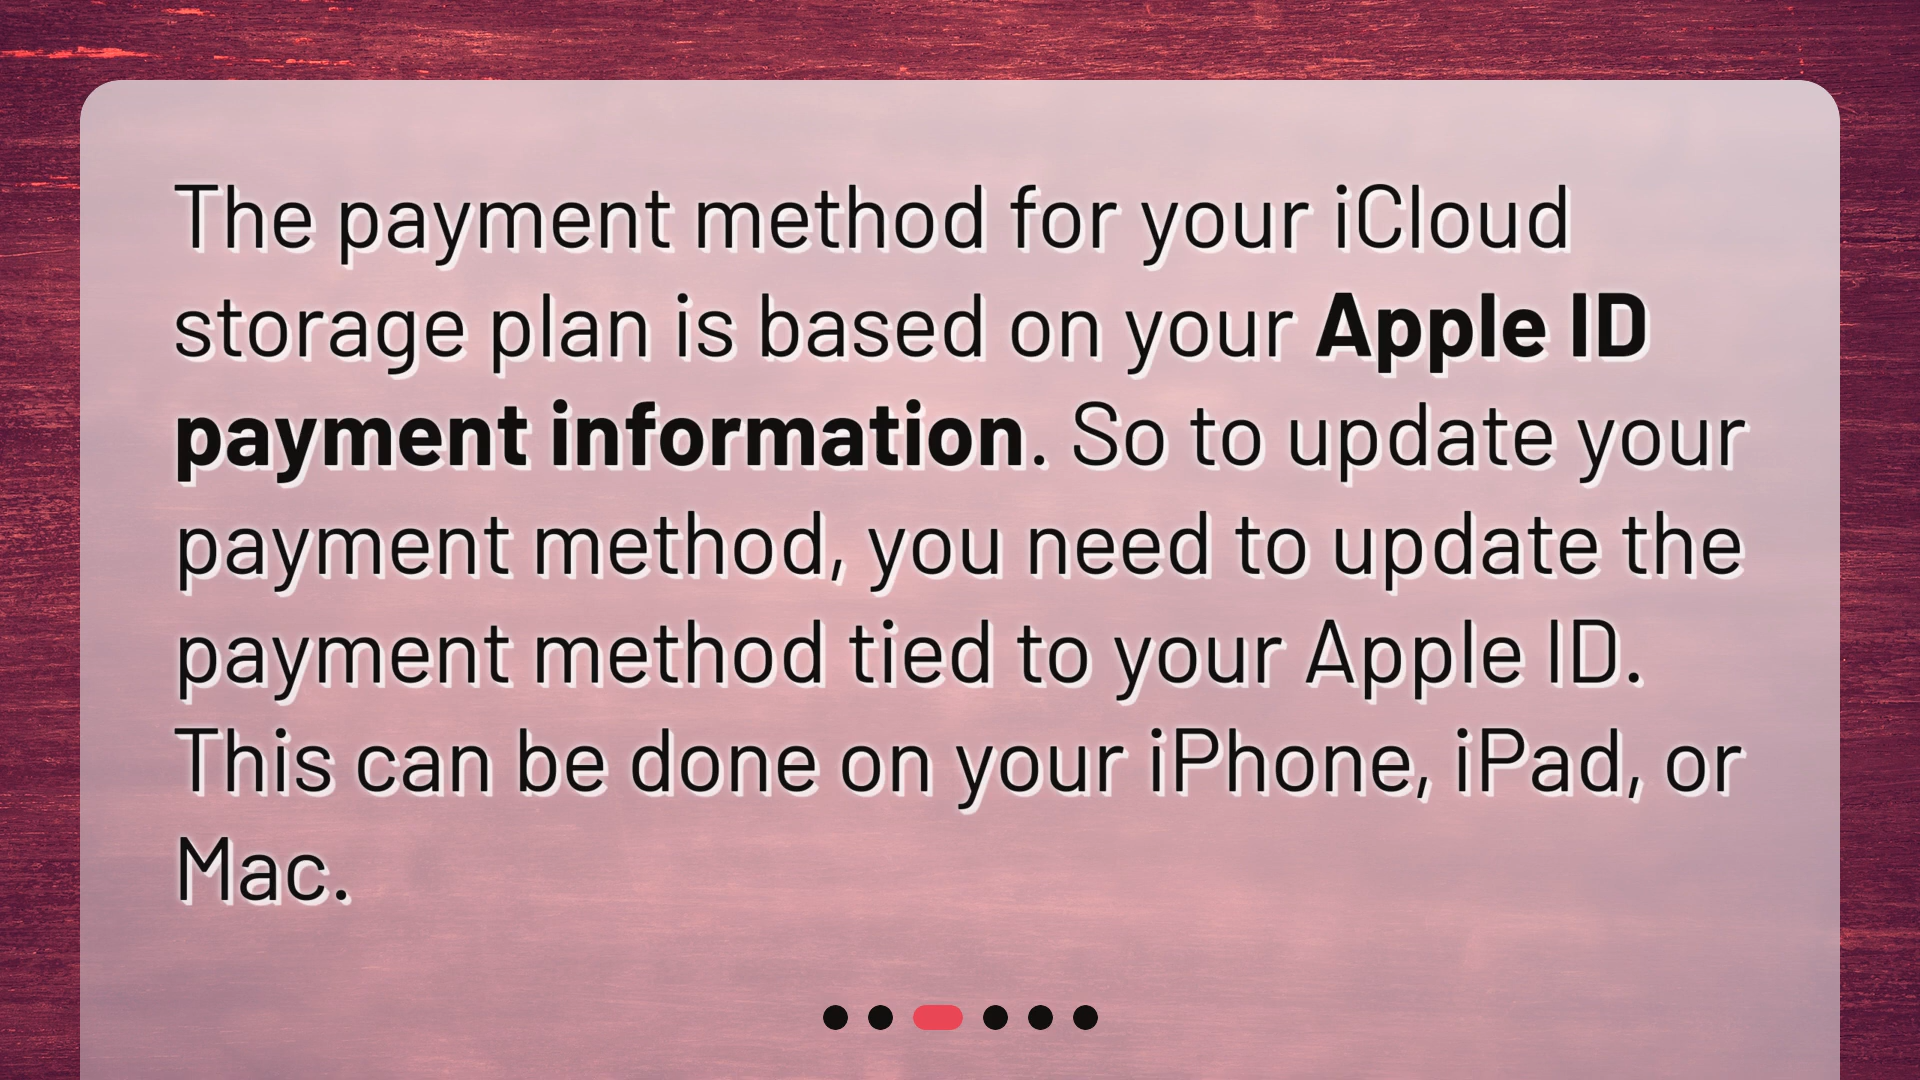 The payment method for your iCloud
storage plan is based on your Apple ID
payment information. So to update your
payment method, you need to update the
payment method tied to your Apple ID.
This can be done on your iPhone, iPad, or
Mac.